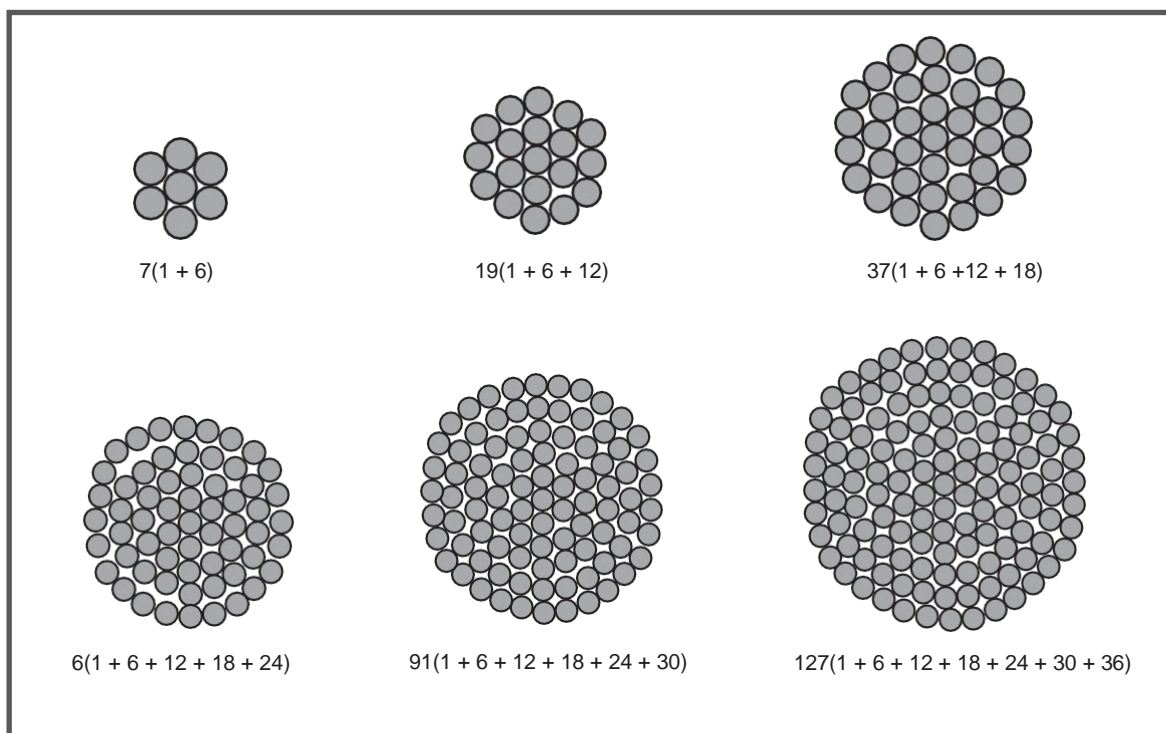 7(1 + 6)
19(1 + 6 + 12)
37(1 + 6 +12 + 18)
6(1 + 6 + 12 + 18 + 24)
91(1 + 6 + 12 + 18 + 24 + 30)
127(1 + 6 + 12 + 18 + 24 + 30 + 36)